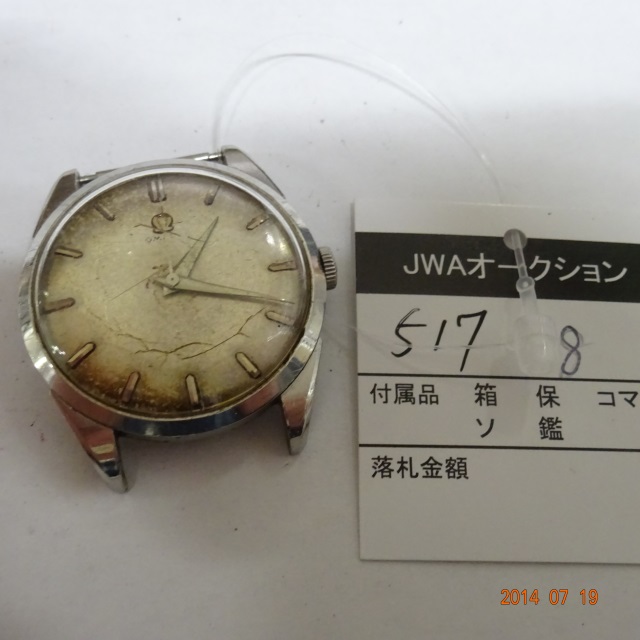 JWAオークション
517 8
付属品 箱 保 コマ
ソ 鑑
落札金額
2014 07 19